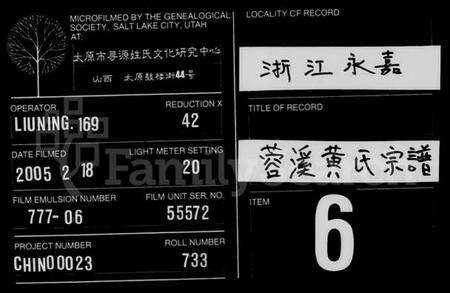 MICROFILMED BY THE GENEALOGICAL
SOCIETY, SALT LAKE CITY, UTAH
AT:
太原市寻源姓氏文化研究中心
山西 太原鼓楼街44号
OPERATOR
LIUNING. 169
REDUCTION X
42
DATE FILMED
2005 2 18
LIGHT METER SETTING
20
FILM EMULSION NUMBER
777-06
FILM UNIT SER. NO.
55572
PROJECT NUMBER
CHIN00023
ROLL NUMBER
733
LOCALITY OF RECORD
浙江永嘉
TITLE OF RECORD
蓉溪黄氏宗譜
ITEM
6
FamilySearch